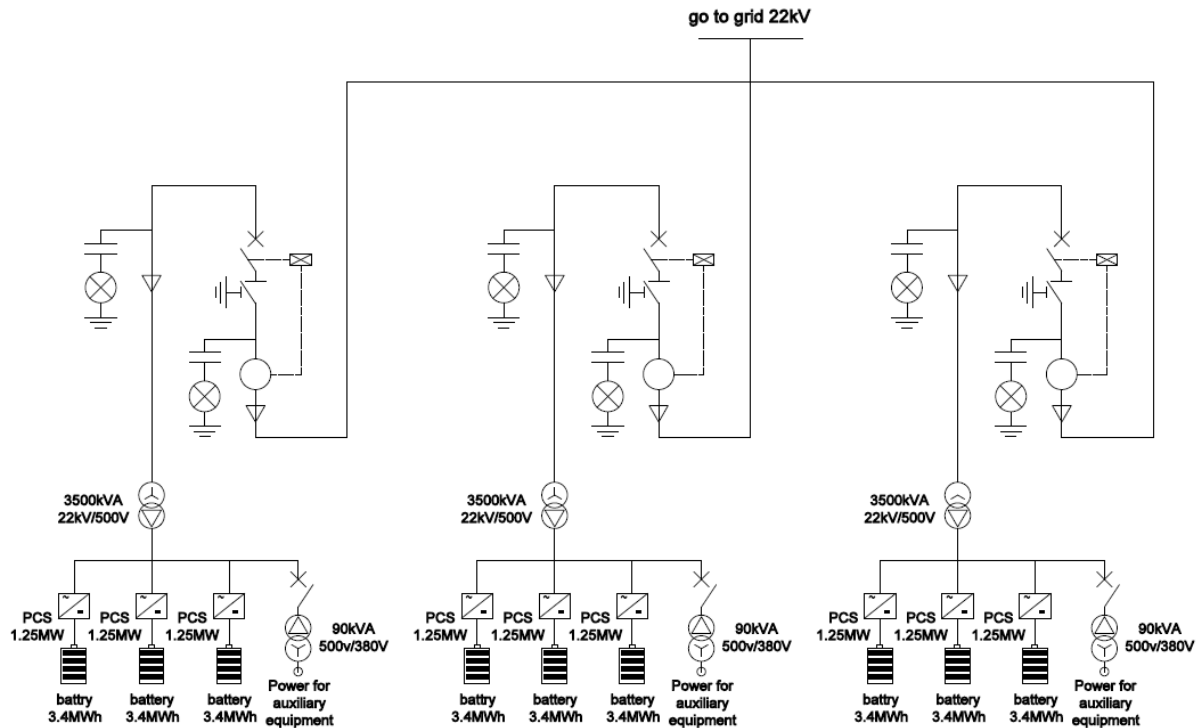 go to grid 22kV
3500kVA
22kV/500V
3500kVA
22kV/500V
3500kVA
22kV/500V
PCS
1.25MW
PCS
1.25MW
PCS
1.25MW
90kVA
500v/380V
battry
3.4MWh
battery
3.4MWh
battery
3.4MWh
Power for
auxiliary
equipment
PCS
1.25MW
PCS
1.25MW
PCS
1.25MW
90kVA
500v/380V
battry
3.4MWh
battery
3.4MWh
battery
3.4MWh
Power for
auxiliary
equipment
PCS
1.25MW
PCS
1.25MW
PCS
1.25MW
90kVA
500v/380V
battry
3.4MWh
battery
3.4MWh
battery
3.4MWh
Power for
auxiliary
equipment